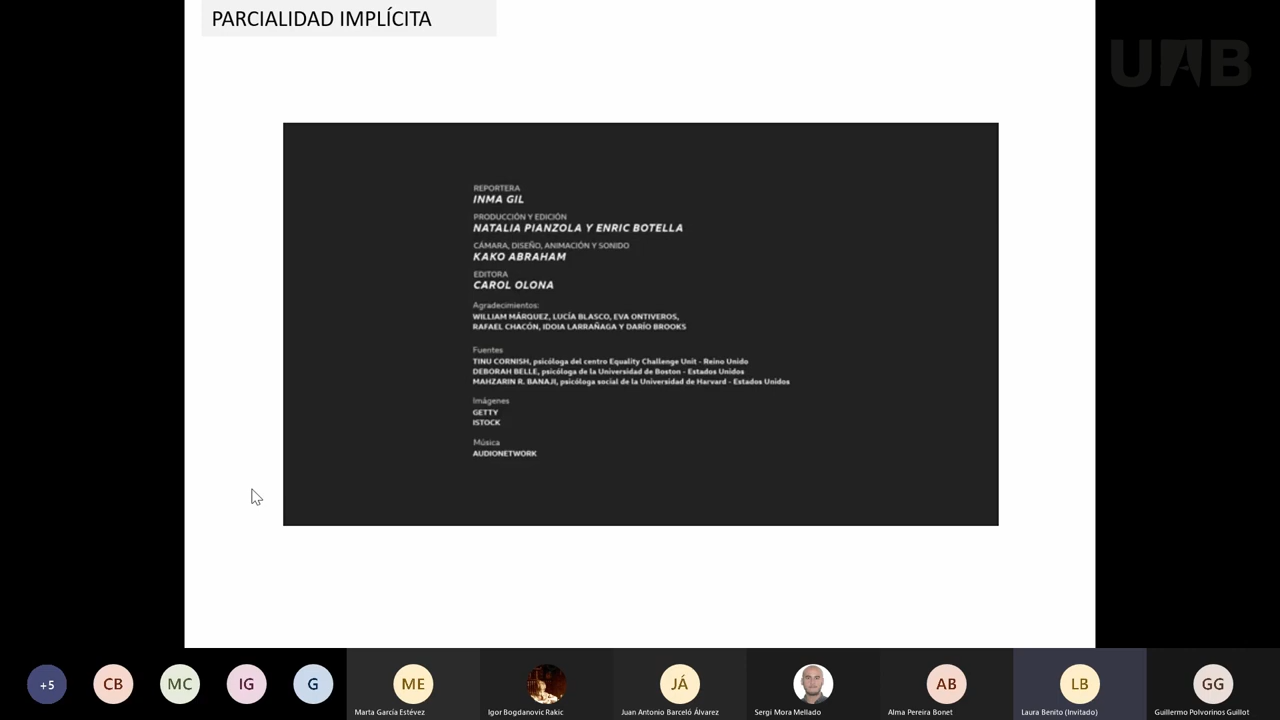 PARCIALIDAD IMPLÍCITA
UAB
REPORTERA
INMA GIL
PRODUCCIÓN Y EDICIÓN
NATALIA PIANZOLA Y ENRIC BOTELLA
CÁMARA, DISEÑO, ANIMACIÓN Y SONIDO
KAKO ABRAHAM
EDITORA
CAROL OLONA
Agradecimientos:
WILLIAM MÁRQUEZ, LUCÍA BLASCO, EVA ONTIVEROS,
RAFAEL CHACÓN, IDOIA LARRAÑAGA Y DARÍO BROOKS
Fuentes
TINU CORNISH, psicóloga del centro Equality Challenge Unit - Reino Unido
DEBORAH BELLE, psicóloga de la Universidad de Boston - Estados Unidos
MAHZARIN R. BANAJI, psicóloga social de la Universidad de Harvard - Estados Unidos
Imágenes
GETTY
ISTOCK
Música
AUDIONETWORK
+5
CB
MC
IG
G
ME
JÁ
AB
LB
GG
Marta García Estévez
Igor Bogdanovic Rakic
Juan Antonio Barceló Álvarez
Sergi Mora Mellado
Alma Pereira Bonet
Laura Benito (Invitado)
Guillermo Polvorinos Guillot